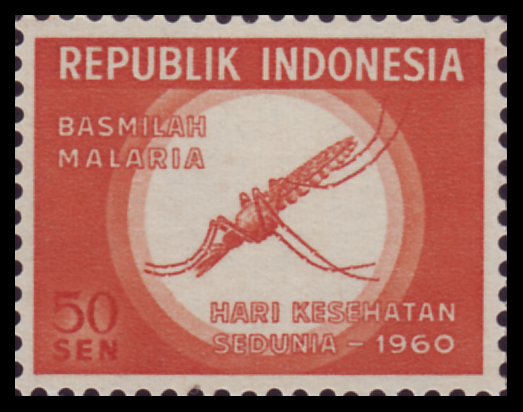 REPUBLIK INDONESIA
BASMILAH
MALARIA
50
SEN
HARI KESEHATAN
SEDUNIA – 1960